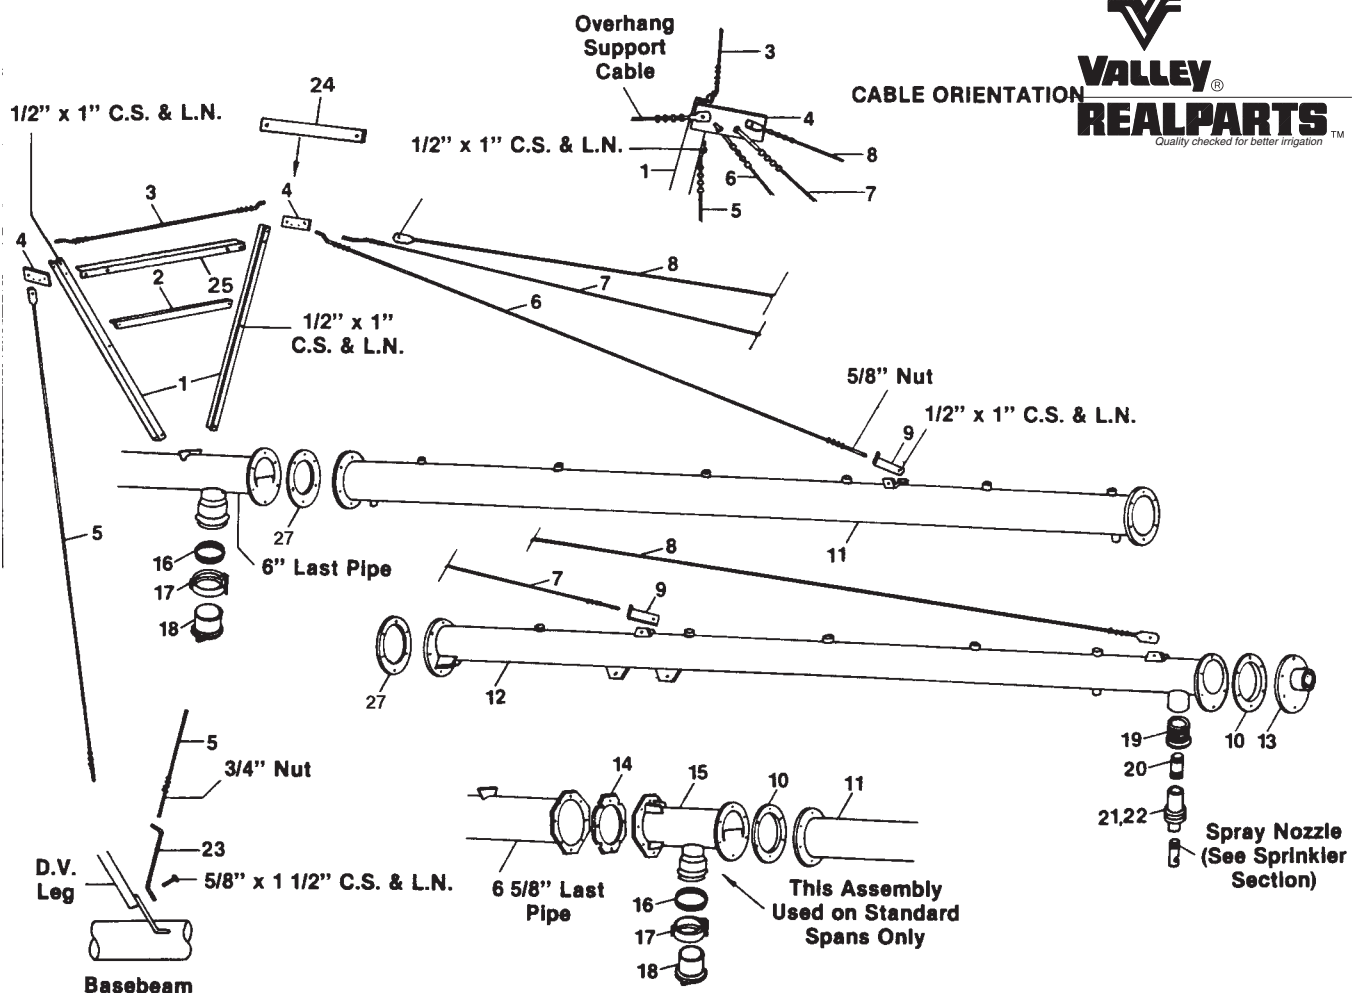 Overhang
Support
Cable
3
4
8
7
6
5
1
1/2” x 1” C.S. & L.N.
CABLE ORIENTATION
VALLEY®
REALPARTS™
Quality checked for better irrigation
24
1/2” x 1” C.S. & L.N.
3
4
4
25
2
1/2” x 1”
C.S. & L.N.
1
8
7
6
5/8” Nut
1/2” x 1” C.S. & L.N.
9
5
27
16
6” Last Pipe
17
18
11
8
7
9
27
12
19
10
13
20
21,22
Spray Nozzle
(See Sprinkler
Section)
5
3/4” Nut
23
D.V.
Leg
5/8” x 1 1/2” C.S. & L.N.
Basebeam
14
15
10
11
6 5/8” Last
Pipe
16
17
18
This Assembly
Used on Standard
Spans Only